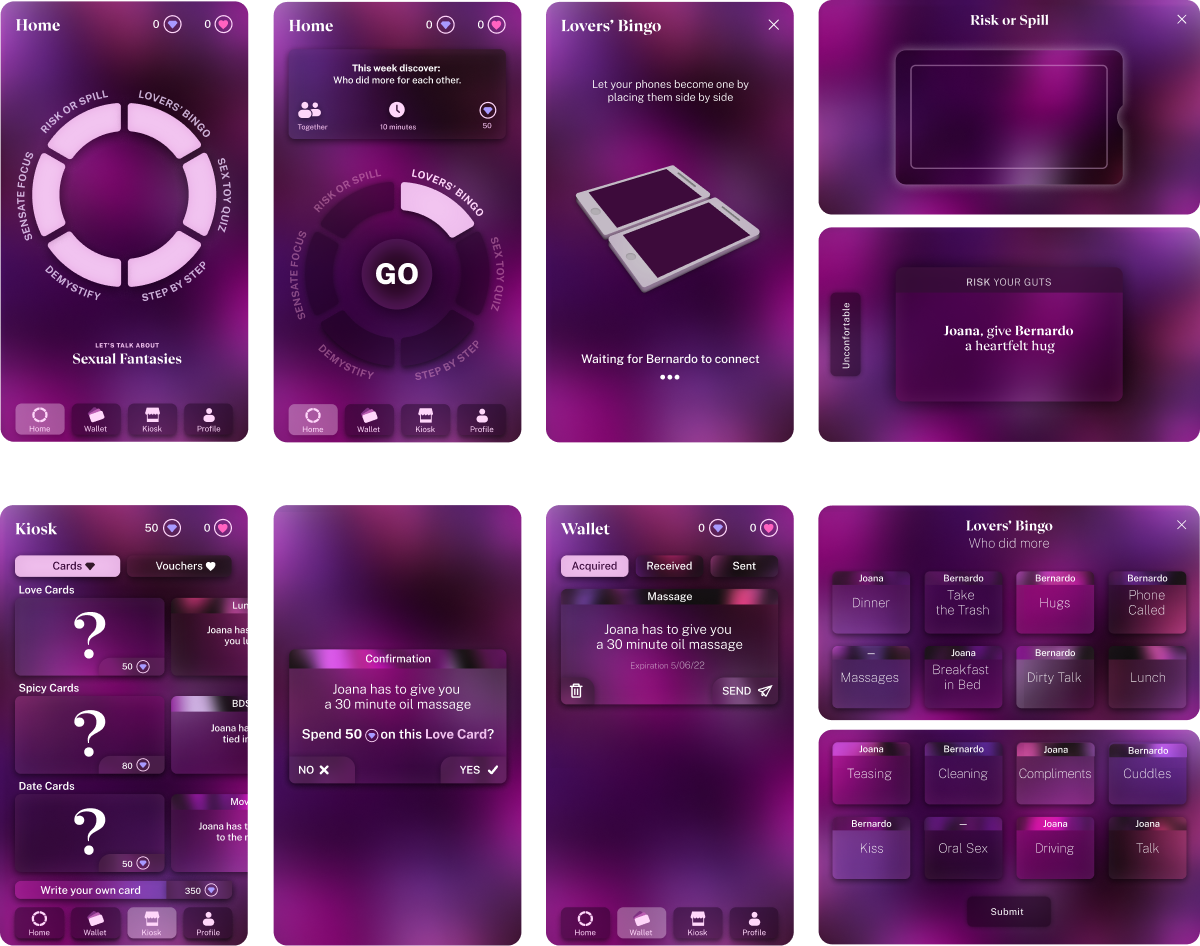 Home
0
0
RISK OR SPILL
LOVERS' BINGO
SENSATE FOCUS
SEX TOY QUIZ
DEMYSTIFY
STEP BY STEP
LET'S TALK ABOUT
Sexual Fantasies
Home
Wallet
Kiosk
Profile
Home
0
0
This week discover:
Who did more for each other.
Together
10 minutes
50
RISK OR SPILL
LOVERS' BINGO
SENSATE FOCUS
SEX TOY QUIZ
GO
DEMYSTIFY
STEP BY STEP
Home
Wallet
Kiosk
Profile
Lovers' Bingo
Let your phones become one by
placing them side by side
Waiting for Bernardo to connect
Risk or Spill
RISK YOUR GUTS
Unconfortable
Joana, give Bernardo
a heartfelt hug
Kiosk
50
0
Cards
Vouchers
Love Cards
?
50
Lun
Joana has
you lu
Spicy Cards
?
80
BDS
Joana ha
tied in
Date Cards
?
50
Mov
Joana has t
to the m
Write your own card
350
Home
Wallet
Kiosk
Profile
Confirmation
Joana has to give you
a 30 minute oil massage
Spend 50 on this Love Card?
NO
YES
Wallet
0
0
Acquired
Received
Sent
Massage
Joana has to give you
a 30 minute oil massage
Expiration 5/06/22
SEND
Home
Wallet
Kiosk
Profile
Lovers' Bingo
Who did more
Joana
Dinner
Bernardo
Take
the Trash
Bernardo
Hugs
Bernardo
Phone
Called
—
Massages
Joana
Breakfast
in Bed
Bernardo
Dirty Talk
Lunch
Joana
Teasing
Bernardo
Cleaning
Joana
Compliments
Bernardo
Cuddles
Bernardo
Kiss
—
Oral Sex
Joana
Driving
Joana
Talk
Submit